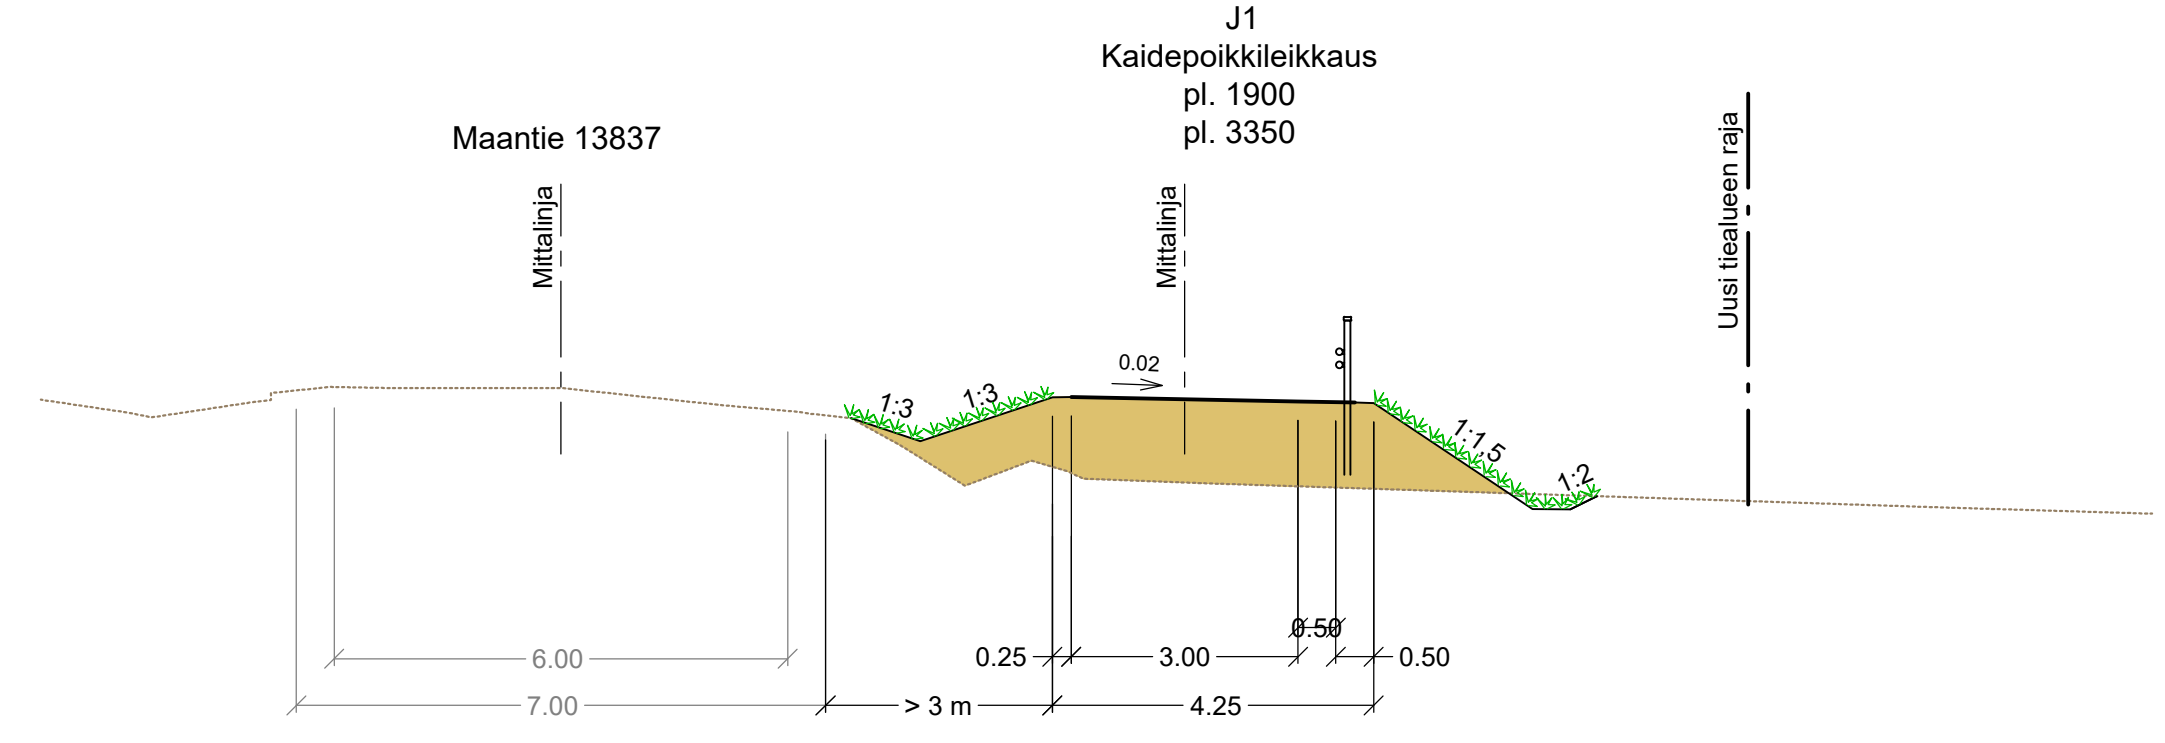 J1
Kaidepoikkileikkaus
pl. 1900
pl. 3350
Maantie 13837
Mittalinja
Mittalinja
Uusi tiealueen raja
0.02
1:3
1:3
1:1,5
1:2
0.50
6.00
0.25
3.00
0.50
7.00
> 3 m
4.25